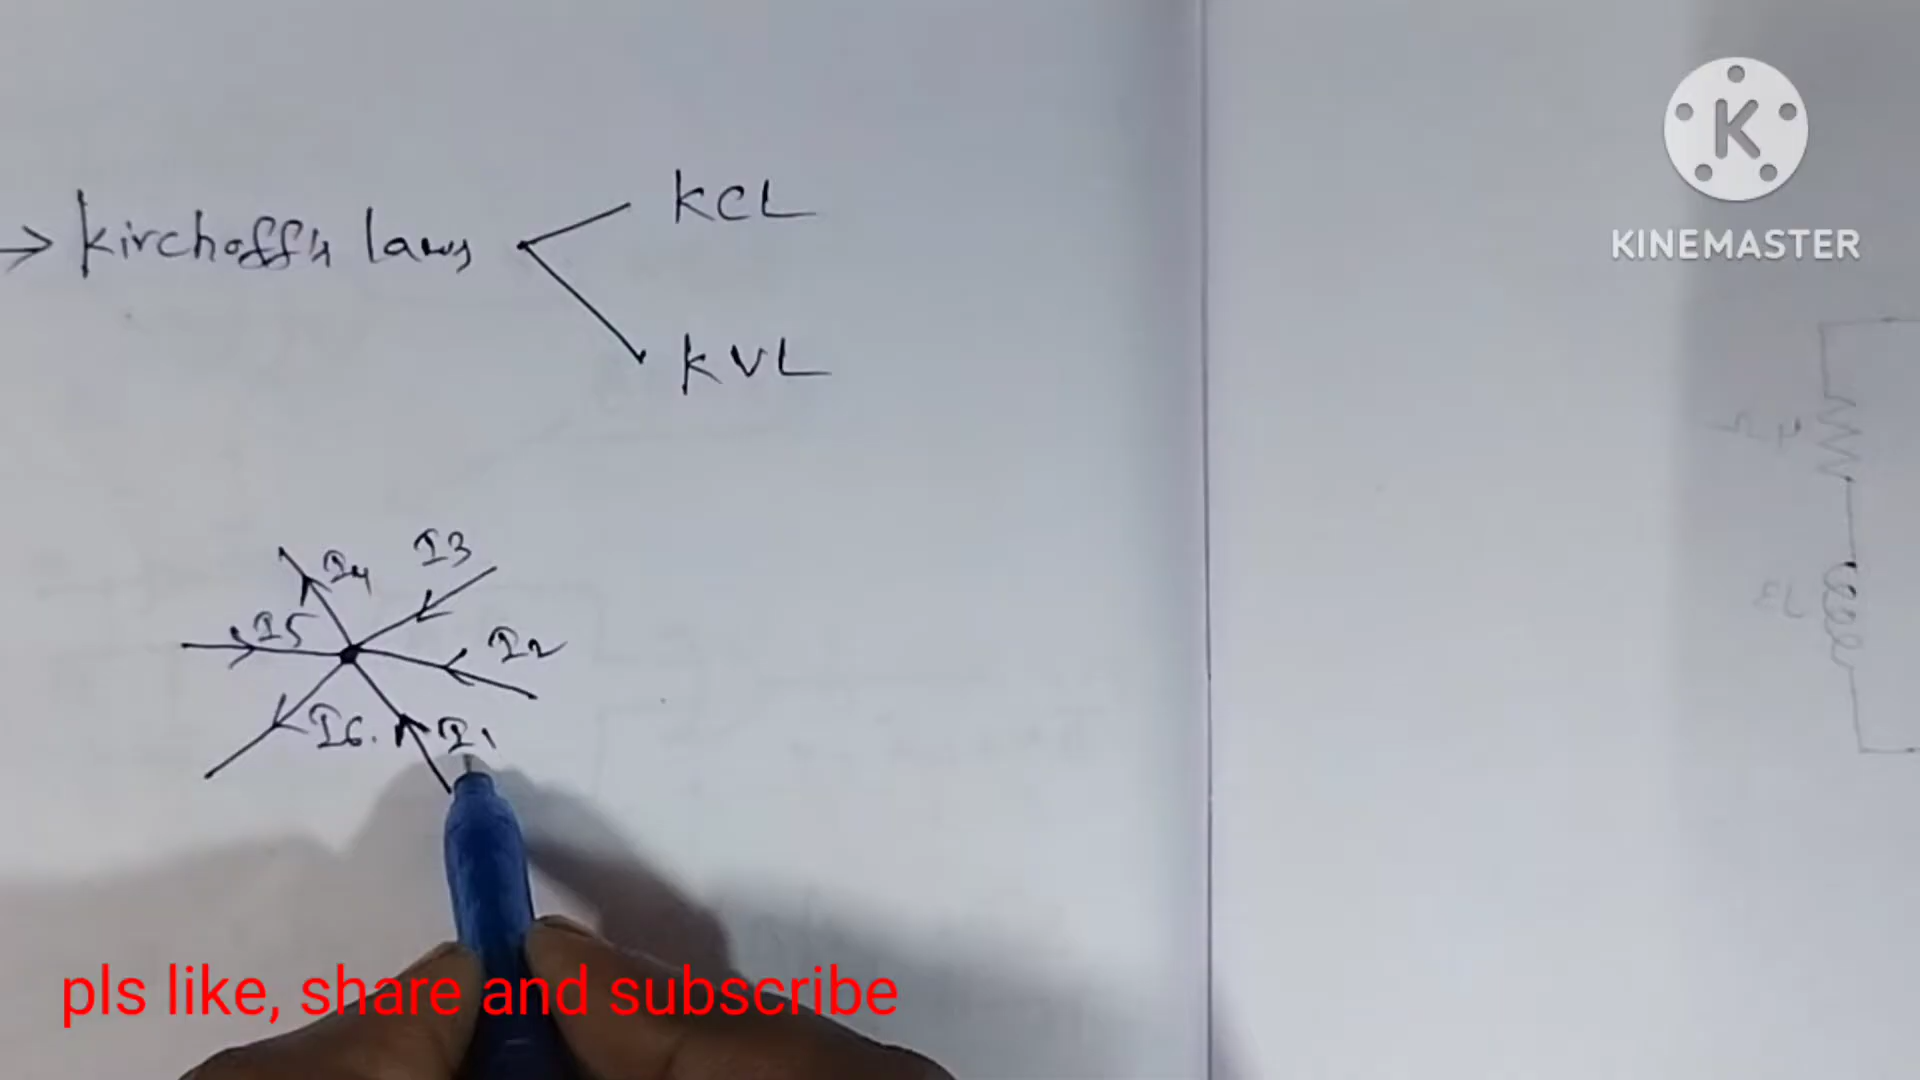 → Kirchoff's laws
KCL
KVL
I4
I3
I5
I2
I6.
I1
K
KINEMASTER
pls like, share and subscribe